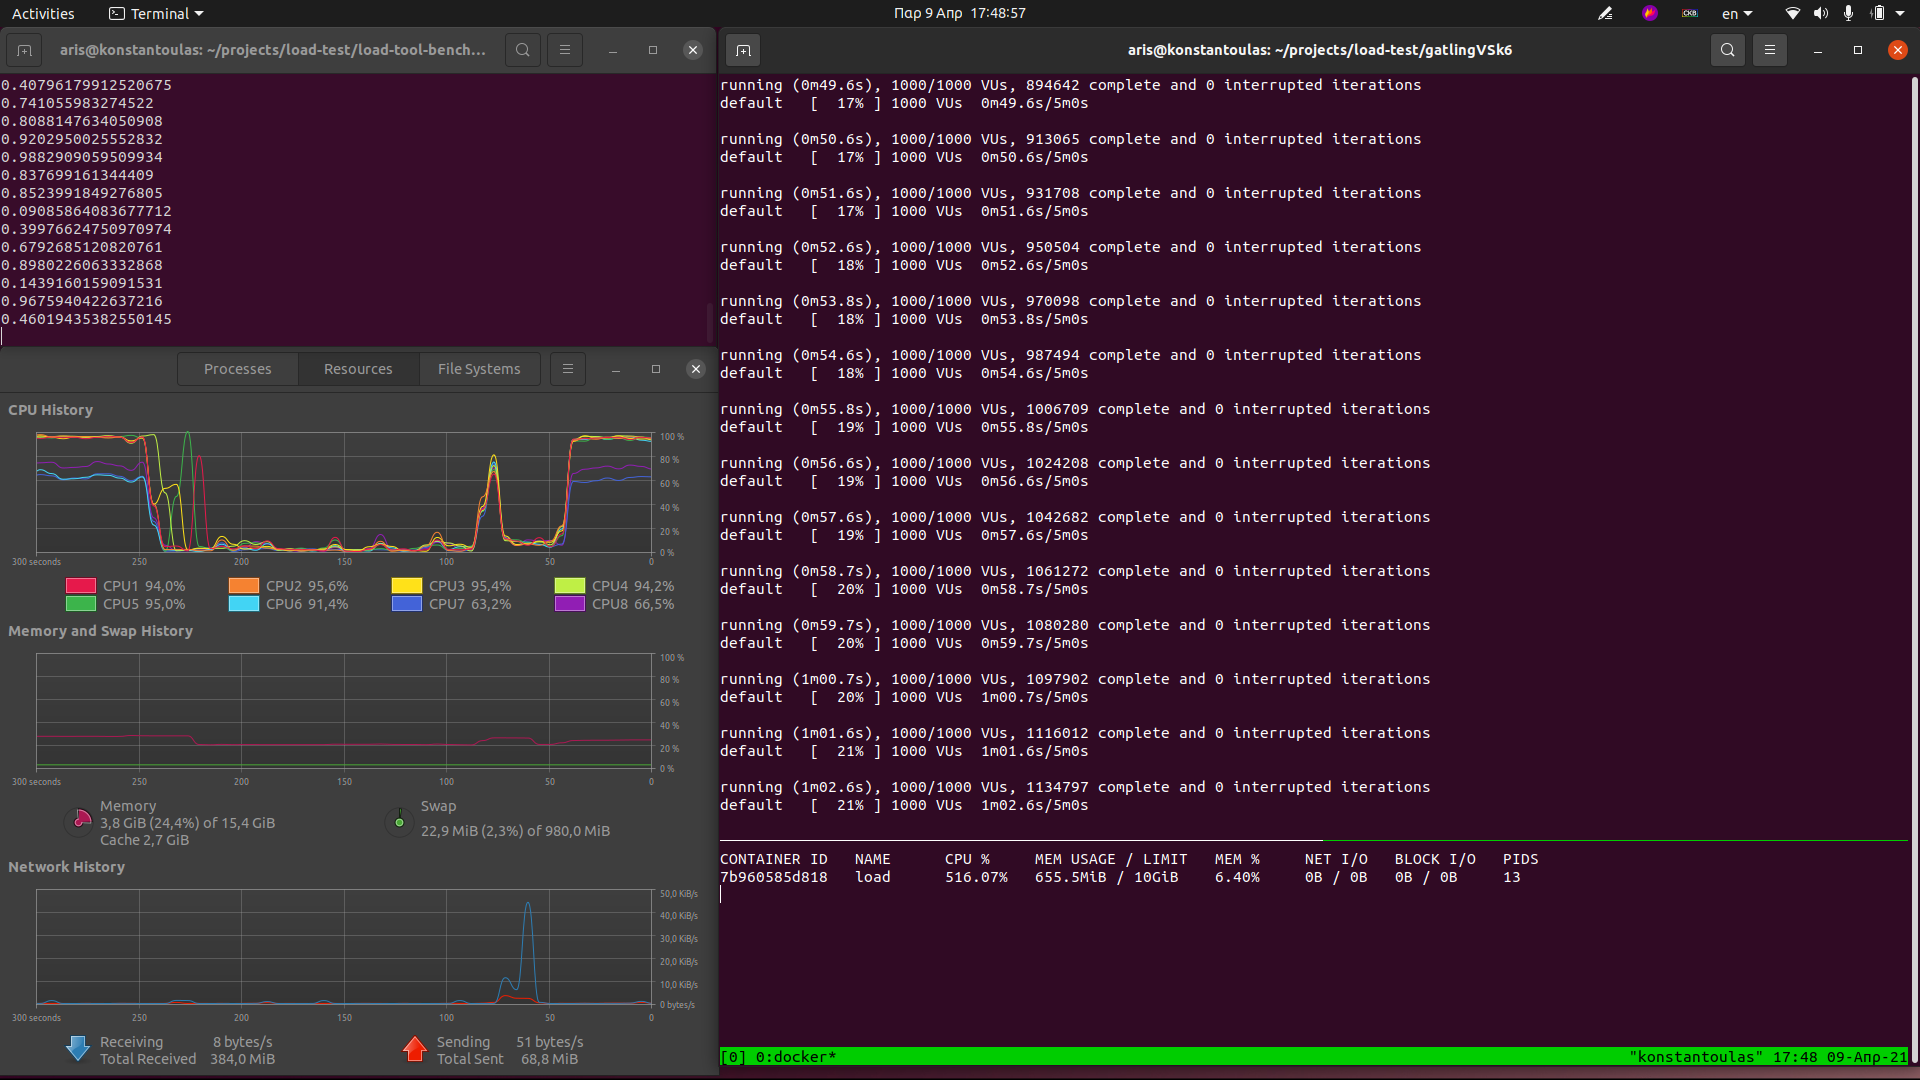 Activities
Terminal
Παρ 9 Απρ 17:48:57
CKB
en
aris@konstantoulas: ~/projects/load-test/load-tool-bench…
0.40796179912520675
0.741055983274522
0.8088147634050908
0.9202950025552832
0.9882909059509934
0.837699161344409
0.8523991849276805
0.09085864083677712
0.39976624750970974
0.6792685120820761
0.8980226063332868
0.1439160159091531
0.9675940422637216
0.46019435382550145
Processes
Resources
File Systems
CPU History
100 %
80 %
60 %
40 %
20 %
0 %
300 seconds 250 200 150 100 50 0
CPU1 94,0% CPU2 95,6% CPU3 95,4% CPU4 94,2%
CPU5 95,0% CPU6 91,4% CPU7 63,2% CPU8 66,5%
Memory and Swap History
100 %
80 %
60 %
40 %
20 %
0 %
300 seconds 250 200 150 100 50 0
Memory
3,8 GiB (24,4%) of 15,4 GiB
Cache 2,7 GiB
Swap
22,9 MiB (2,3%) of 980,0 MiB
Network History
50,0 KiB/s
40,0 KiB/s
30,0 KiB/s
20,0 KiB/s
10,0 KiB/s
0 bytes/s
300 seconds 250 200 150 100 50 0
Receiving 8 bytes/s
Total Received 384,0 MiB
Sending 51 bytes/s
Total Sent 68,8 MiB
aris@konstantoulas: ~/projects/load-test/gatlingVSk6
running (0m49.6s), 1000/1000 VUs, 894642 complete and 0 interrupted iterations
default [ 17% ] 1000 VUs 0m49.6s/5m0s
running (0m50.6s), 1000/1000 VUs, 913065 complete and 0 interrupted iterations
default [ 17% ] 1000 VUs 0m50.6s/5m0s
running (0m51.6s), 1000/1000 VUs, 931708 complete and 0 interrupted iterations
default [ 17% ] 1000 VUs 0m51.6s/5m0s
running (0m52.6s), 1000/1000 VUs, 950504 complete and 0 interrupted iterations
default [ 18% ] 1000 VUs 0m52.6s/5m0s
running (0m53.8s), 1000/1000 VUs, 970098 complete and 0 interrupted iterations
default [ 18% ] 1000 VUs 0m53.8s/5m0s
running (0m54.6s), 1000/1000 VUs, 987494 complete and 0 interrupted iterations
default [ 18% ] 1000 VUs 0m54.6s/5m0s
running (0m55.8s), 1000/1000 VUs, 1006709 complete and 0 interrupted iterations
default [ 19% ] 1000 VUs 0m55.8s/5m0s
running (0m56.6s), 1000/1000 VUs, 1024208 complete and 0 interrupted iterations
default [ 19% ] 1000 VUs 0m56.6s/5m0s
running (0m57.6s), 1000/1000 VUs, 1042682 complete and 0 interrupted iterations
default [ 19% ] 1000 VUs 0m57.6s/5m0s
running (0m58.7s), 1000/1000 VUs, 1061272 complete and 0 interrupted iterations
default [ 20% ] 1000 VUs 0m58.7s/5m0s
running (0m59.7s), 1000/1000 VUs, 1080280 complete and 0 interrupted iterations
default [ 20% ] 1000 VUs 0m59.7s/5m0s
running (1m00.7s), 1000/1000 VUs, 1097902 complete and 0 interrupted iterations
default [ 20% ] 1000 VUs 1m00.7s/5m0s
running (1m01.6s), 1000/1000 VUs, 1116012 complete and 0 interrupted iterations
default [ 21% ] 1000 VUs 1m01.6s/5m0s
running (1m02.6s), 1000/1000 VUs, 1134797 complete and 0 interrupted iterations
default [ 21% ] 1000 VUs 1m02.6s/5m0s
CONTAINER ID NAME CPU % MEM USAGE / LIMIT MEM % NET I/O BLOCK I/O PIDS
7b960585d818 load 516.07% 655.5MiB / 10GiB 6.40% 0B / 0B 0B / 0B 13
[0] 0:docker* "konstantoulas" 17:48 09-Απρ-21